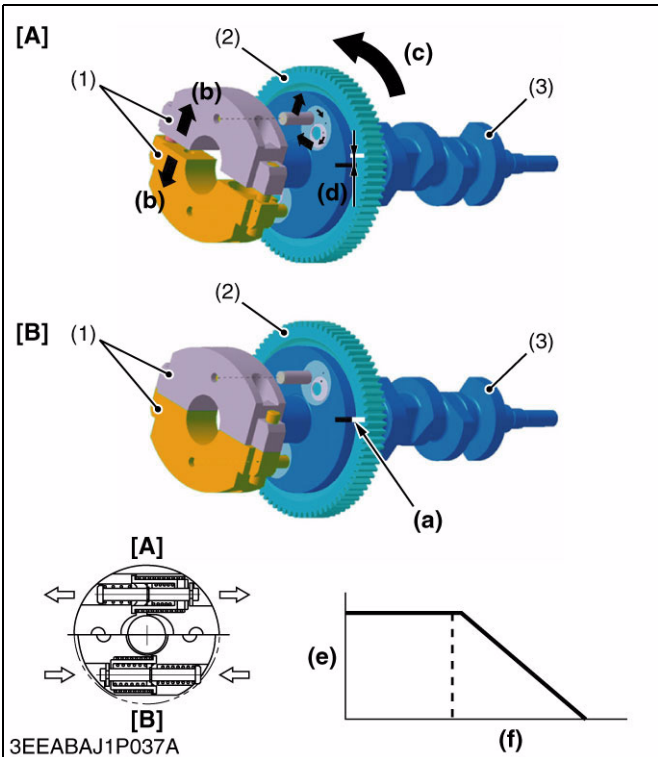 [A]
(1)
(2)
(b)
(b)
(c)
(d)
(3)
[B]
(1)
(2)
(3)
(a)
[A]
[B]
(e)
(f)
3EEABAJ1P037A